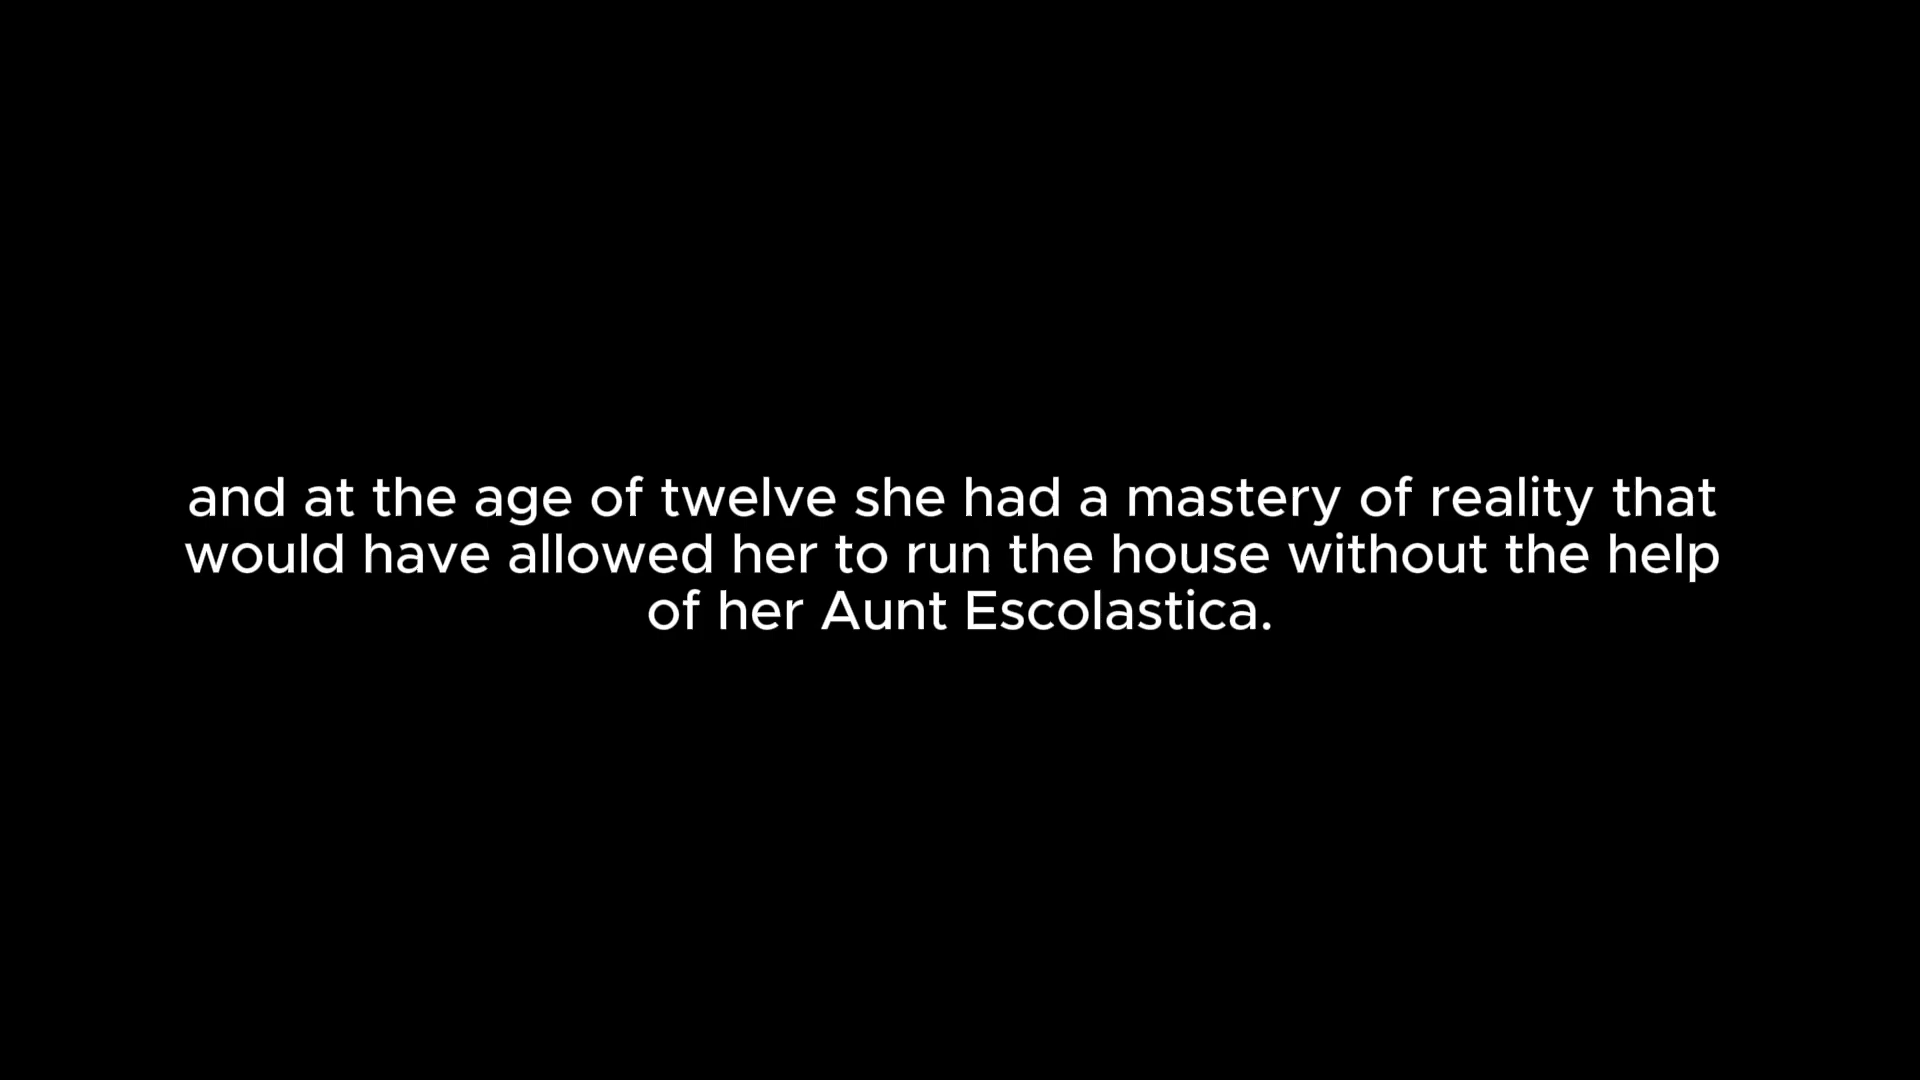 and at the age of twelve she had a mastery of reality that
would have allowed her to run the house without the help
of her Aunt Escolastica.